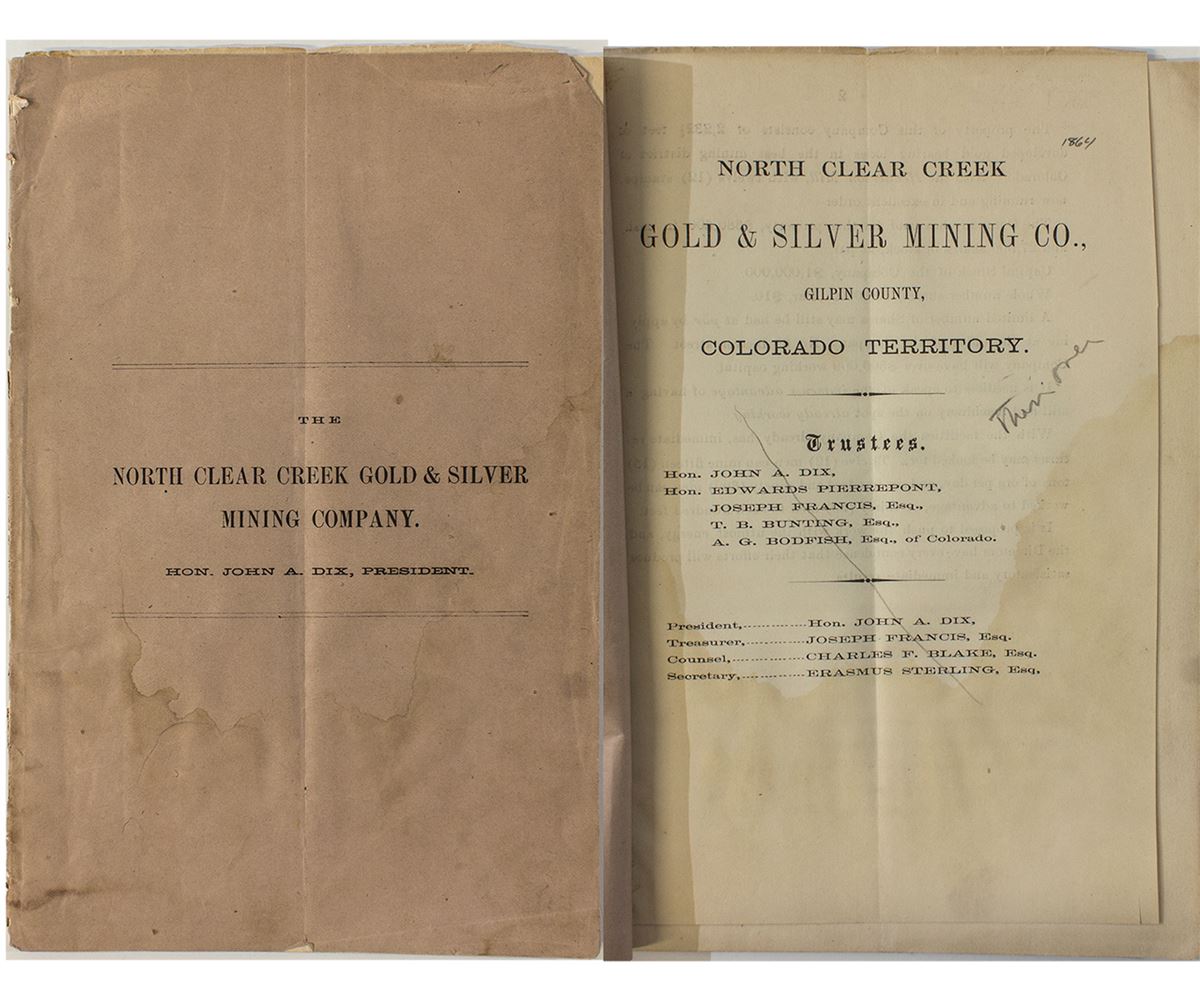 THE
NORTH CLEAR CREEK GOLD & SILVER
MINING COMPANY.
HON. JOHN A. DIX, PRESIDENT.
1864
NORTH CLEAR CREEK
GOLD & SILVER MINING CO.,
GILPIN COUNTY,
COLORADO TERRITORY.
Trustees.
Hon. JOHN A. DIX,
Hon. EDWARDS PIERREPONT,
JOSEPH FRANCIS, Esq.,
T. B. BUNTING, Esq.,
A. G. BODFISH, Esq., of Colorado.
President,............Hon. JOHN A. DIX,
Treasurer,............JOSEPH FRANCIS, Esq.
Counsel,..............CHARLES F. BLAKE, Esq.
Secretary,............ERASMUS STERLING, Esq.